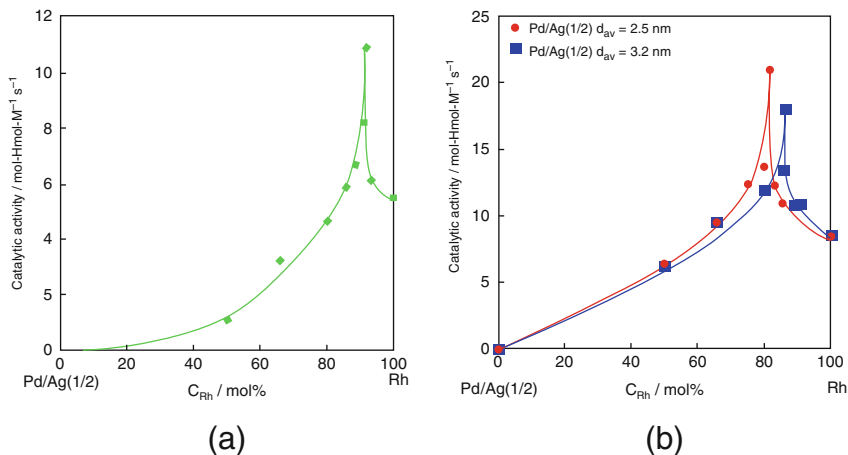 12
10
8
6
4
5
0
0
20
40
60
80
100
Pd/Ag(1/2)
Rh
C_Rh / mol%
Catalytic activity / mol-Hmol-M⁻¹ s⁻¹
(a)
25
20
15
10
5
0
0
20
40
60
80
100
Pd/Ag(1/2) d_av = 2.5 nm
Pd/Ag(1/2) d_av = 3.2 nm
Pd/Ag(1/2)
Rh
C_Rh / mol%
Catalytic activity / mol-Hmol-M⁻¹ s⁻¹
(b)